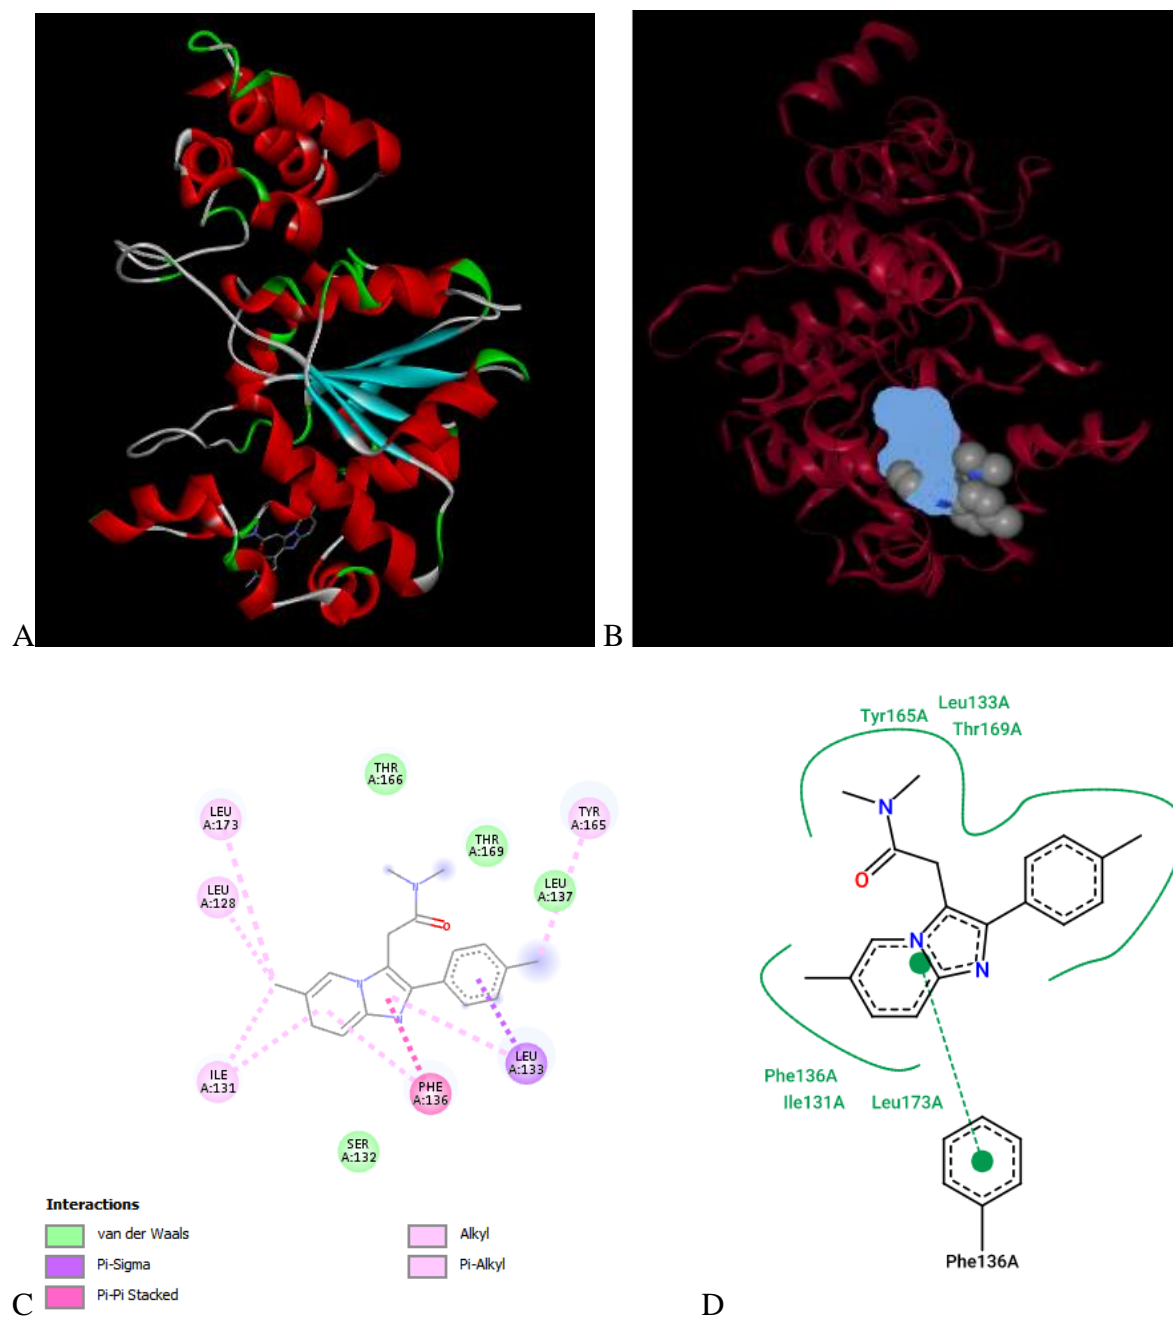 A
B
THR
A:166
LEU
A:173
TYR
A:165
THR
A:169
LEU
A:128
LEU
A:137
N
O
N
N
LEU
A:133
ILE
A:131
PHE
A:136
SER
A:132
Interactions
van der Waals
Pi-Sigma
Pi-Pi Stacked
Alkyl
Pi-Alkyl
C
Leu133A
Tyr165A
Thr169A
N
O
N
N
Phe136A
Ile131A Leu173A
Phe136A
D